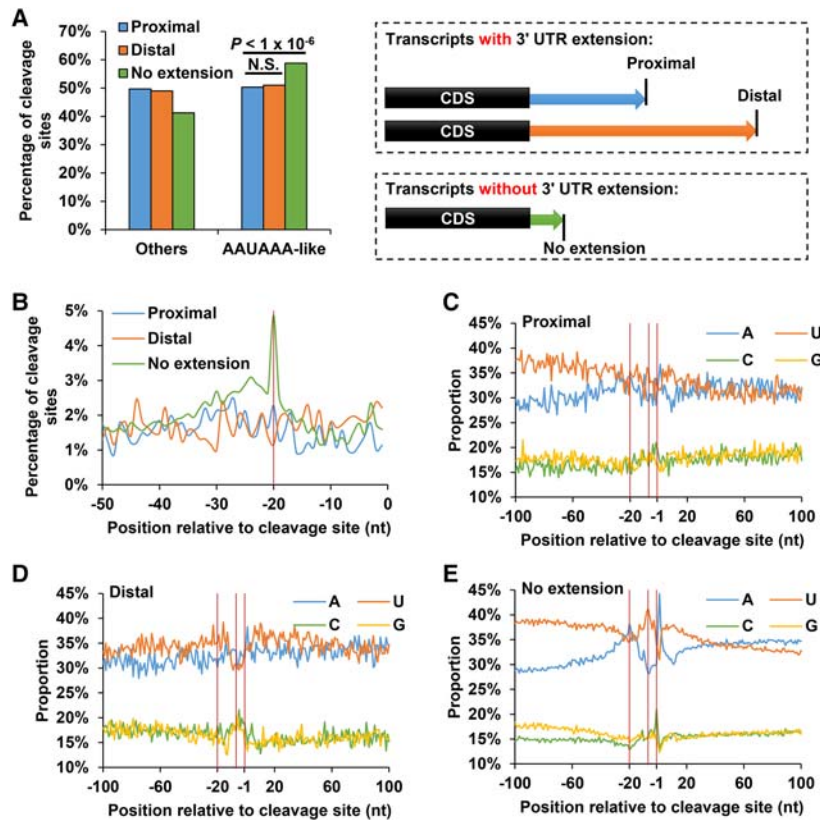 A
70%
60%
50%
40%
30%
20%
10%
0%
Percentage of cleavage
sites
Proximal
Distal
No extension
P < 1 x 10-6
N.S.
Others
AAUAAA-like
Transcripts with 3' UTR extension:
Proximal
CDS
Distal
CDS
Transcripts without 3' UTR extension:
CDS
No extension
B
5%
4%
3%
2%
1%
0%
Percentage of cleavage
sites
Proximal
Distal
No extension
-50
-40
-30
-20
-10
0
Position relative to cleavage site (nt)
C
Proximal
A
U
C
G
45%
40%
35%
30%
25%
20%
15%
10%
Proportion
-100
-60
-20
-1
20
60
100
Position relative to cleavage site (nt)
D
Distal
A
U
C
G
45%
40%
35%
30%
25%
20%
15%
10%
Proportion
-100
-60
-20
-1
20
60
100
Position relative to cleavage site (nt)
E
No extension
A
U
C
G
45%
40%
35%
30%
25%
20%
15%
10%
Proportion
-100
-60
-20
-1
20
60
100
Position relative to cleavage site (nt)